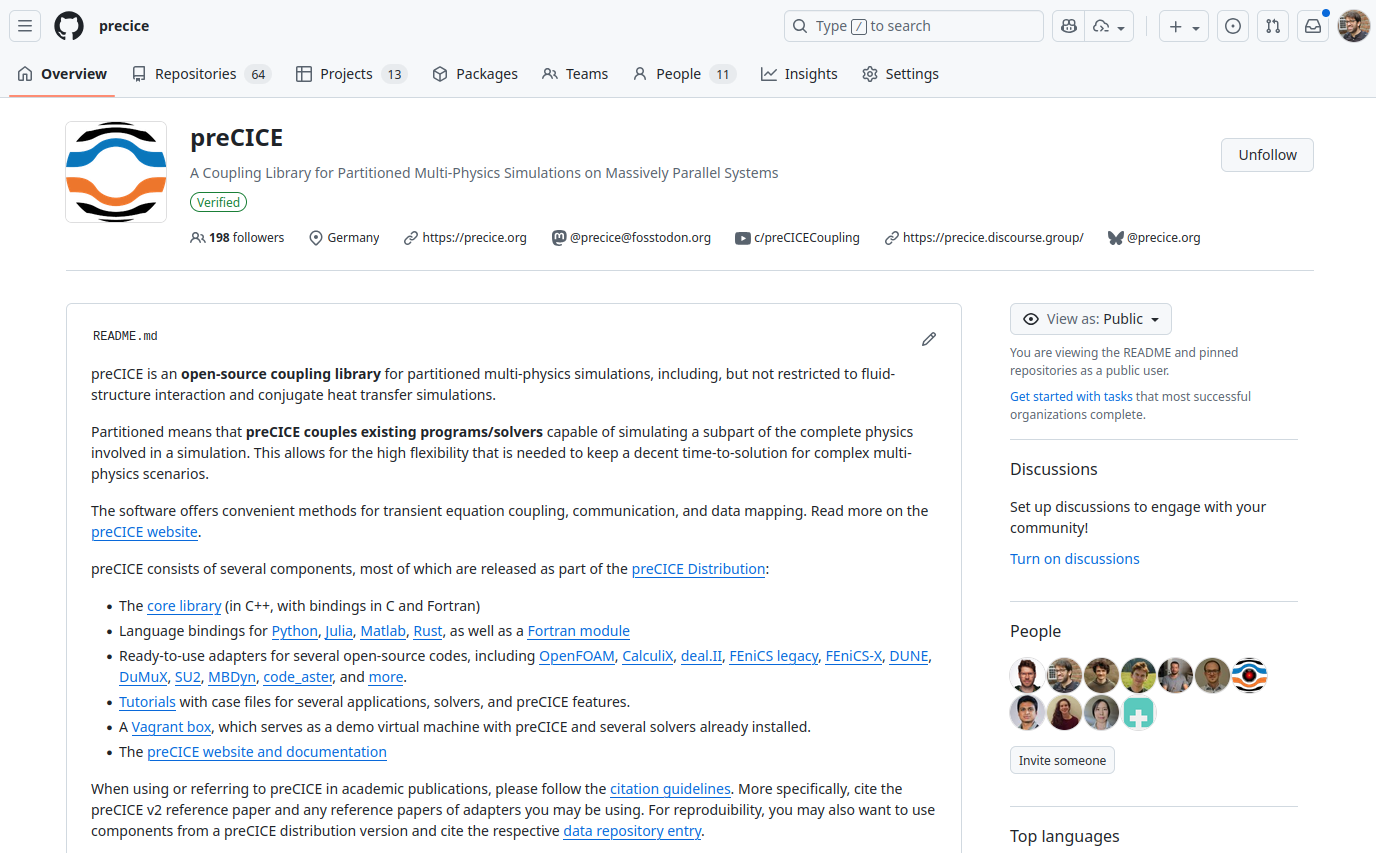 precice
Type / to search
Overview Repositories 64 Projects 13 Packages Teams People 11 Insights Settings
preCICE
Unfollow
A Coupling Library for Partitioned Multi-Physics Simulations on Massively Parallel Systems
Verified
198 followers Germany https://precice.org @precice@fosstodon.org c/preCICECoupling https://precice.discourse.group/ @precice.org
README.md
preCICE is an open-source coupling library for partitioned multi-physics simulations, including, but not restricted to fluid-
structure interaction and conjugate heat transfer simulations.
Partitioned means that preCICE couples existing programs/solvers capable of simulating a subpart of the complete physics
involved in a simulation. This allows for the high flexibility that is needed to keep a decent time-to-solution for complex multi-
physics scenarios.
The software offers convenient methods for transient equation coupling, communication, and data mapping. Read more on the
preCICE website.
preCICE consists of several components, most of which are released as part of the preCICE Distribution:
• The core library (in C++, with bindings in C and Fortran)
• Language bindings for Python, Julia, Matlab, Rust, as well as a Fortran module
• Ready-to-use adapters for several open-source codes, including OpenFOAM, CalculiX, deal.II, FEniCS legacy, FEniCS-X, DUNE,
DuMuX, SU2, MBDyn, code_aster, and more.
• Tutorials with case files for several applications, solvers, and preCICE features.
• A Vagrant box, which serves as a demo virtual machine with preCICE and several solvers already installed.
• The preCICE website and documentation
When using or referring to preCICE in academic publications, please follow the citation guidelines. More specifically, cite the
preCICE v2 reference paper and any reference papers of adapters you may be using. For reproduibility, you may also want to use
components from a preCICE distribution version and cite the respective data repository entry.
View as: Public
You are viewing the README and pinned
repositories as a public user.
Get started with tasks that most successful
organizations complete.
Discussions
Set up discussions to engage with your
community!
Turn on discussions
People
Invite someone
Top languages